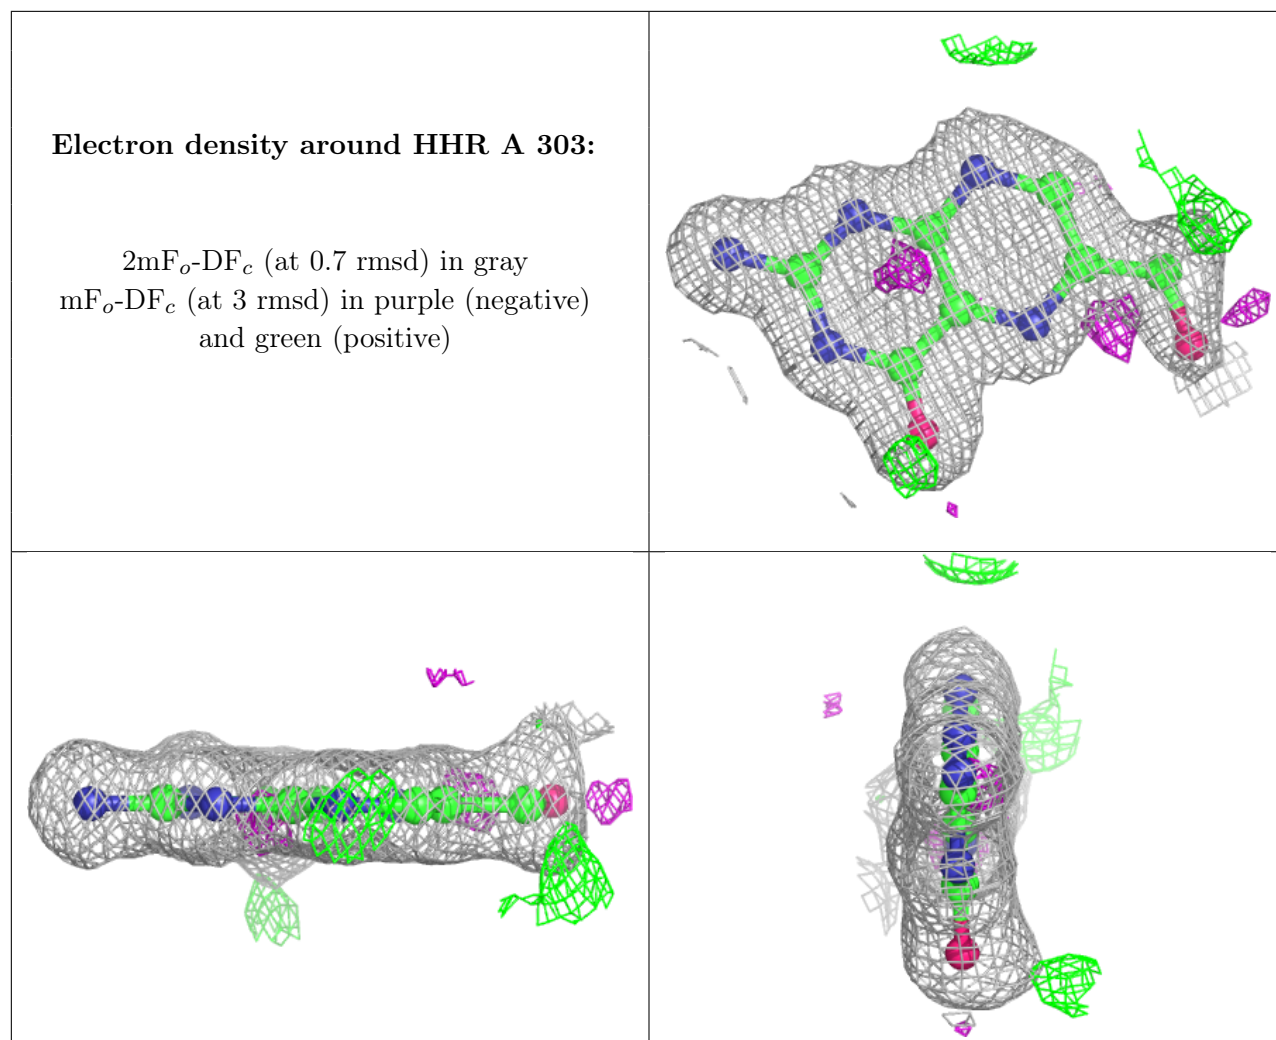 Electron density around HHR A 303:
2mFo-DFc (at 0.7 rmsd) in gray
mFo-DFc (at 3 rmsd) in purple (negative)
and green (positive)